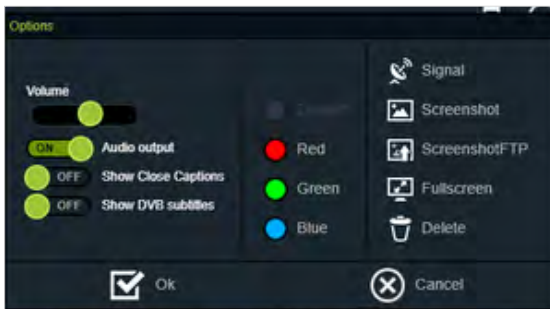 Options
Volume
ON Audio output
OFF Show Close Captions
OFF Show DVB subtitles
Red
Green
Blue
Signal
Screenshot
ScreenshotFTP
Fullscreen
Delete
Ok
Cancel